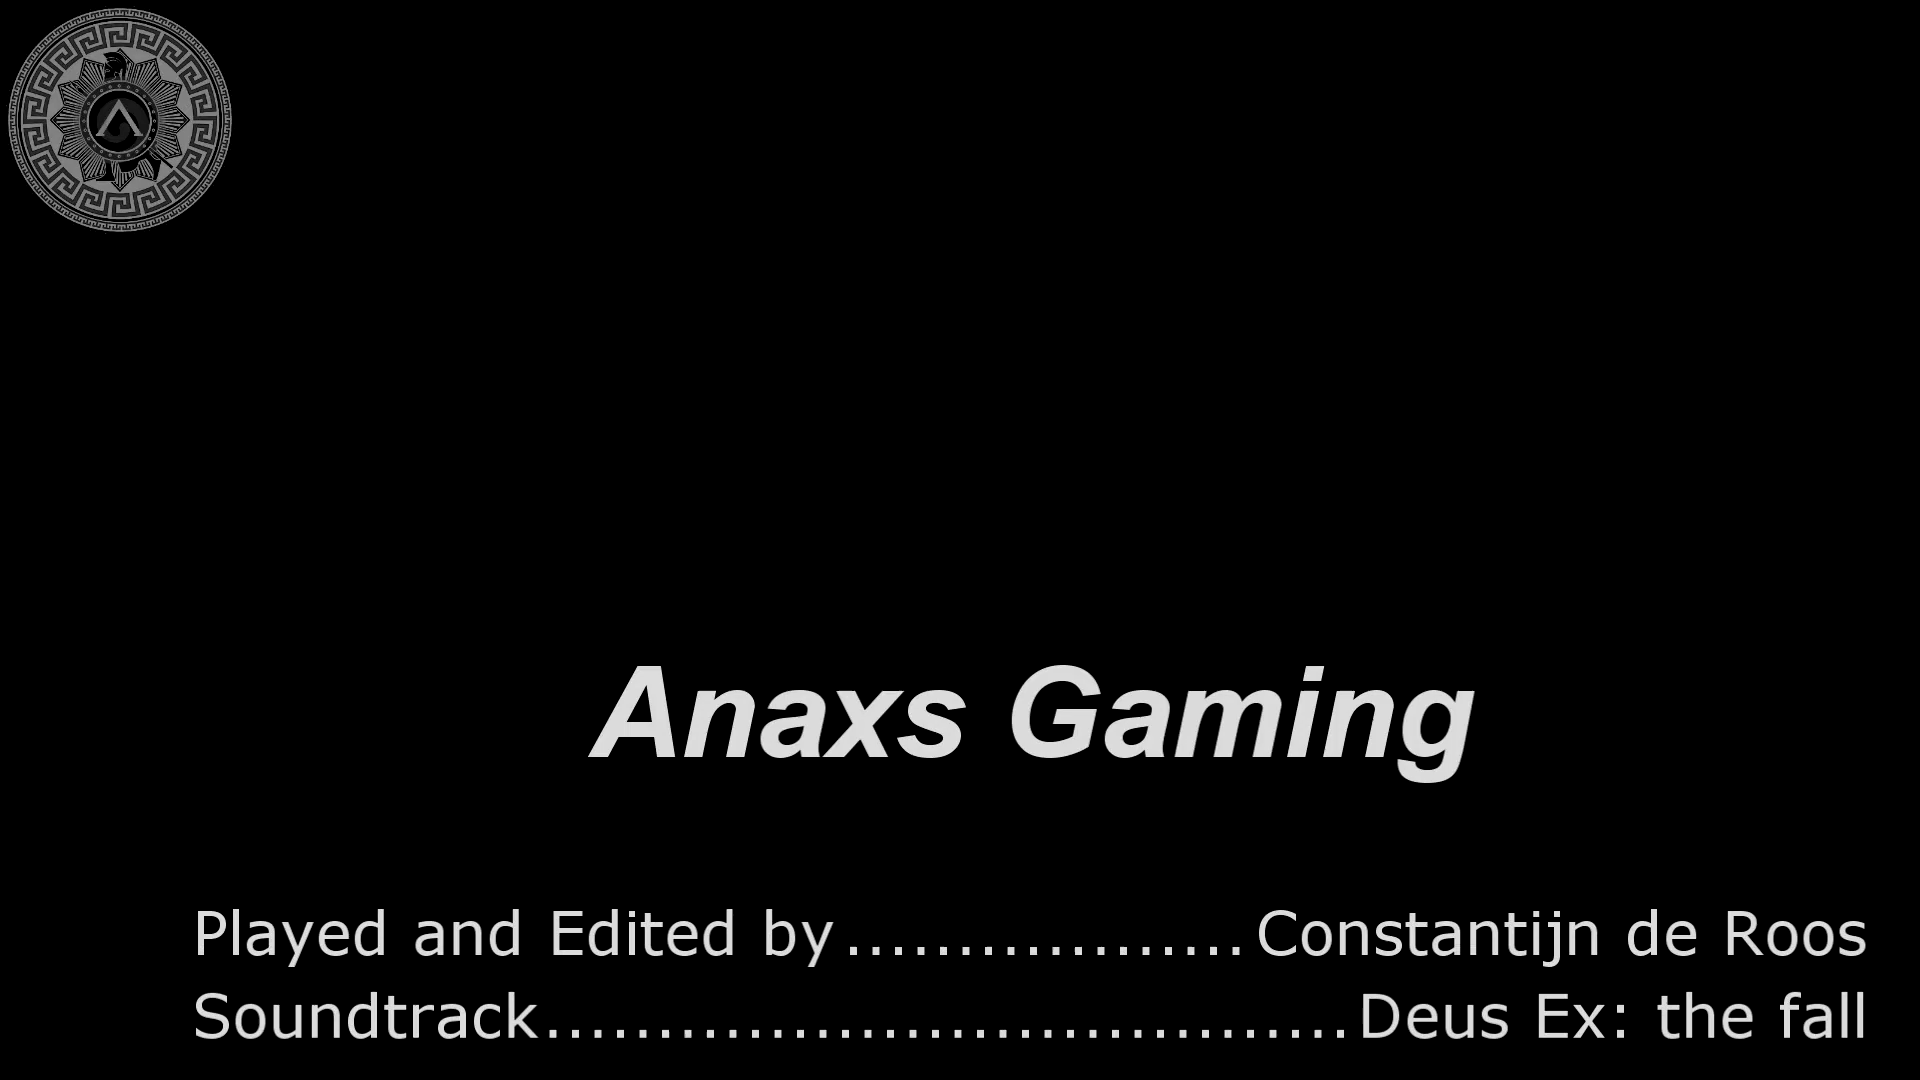 Anaxs Gaming
Played and Edited by..................Constantijn de Roos
Soundtrack....................................Deus Ex: the fall